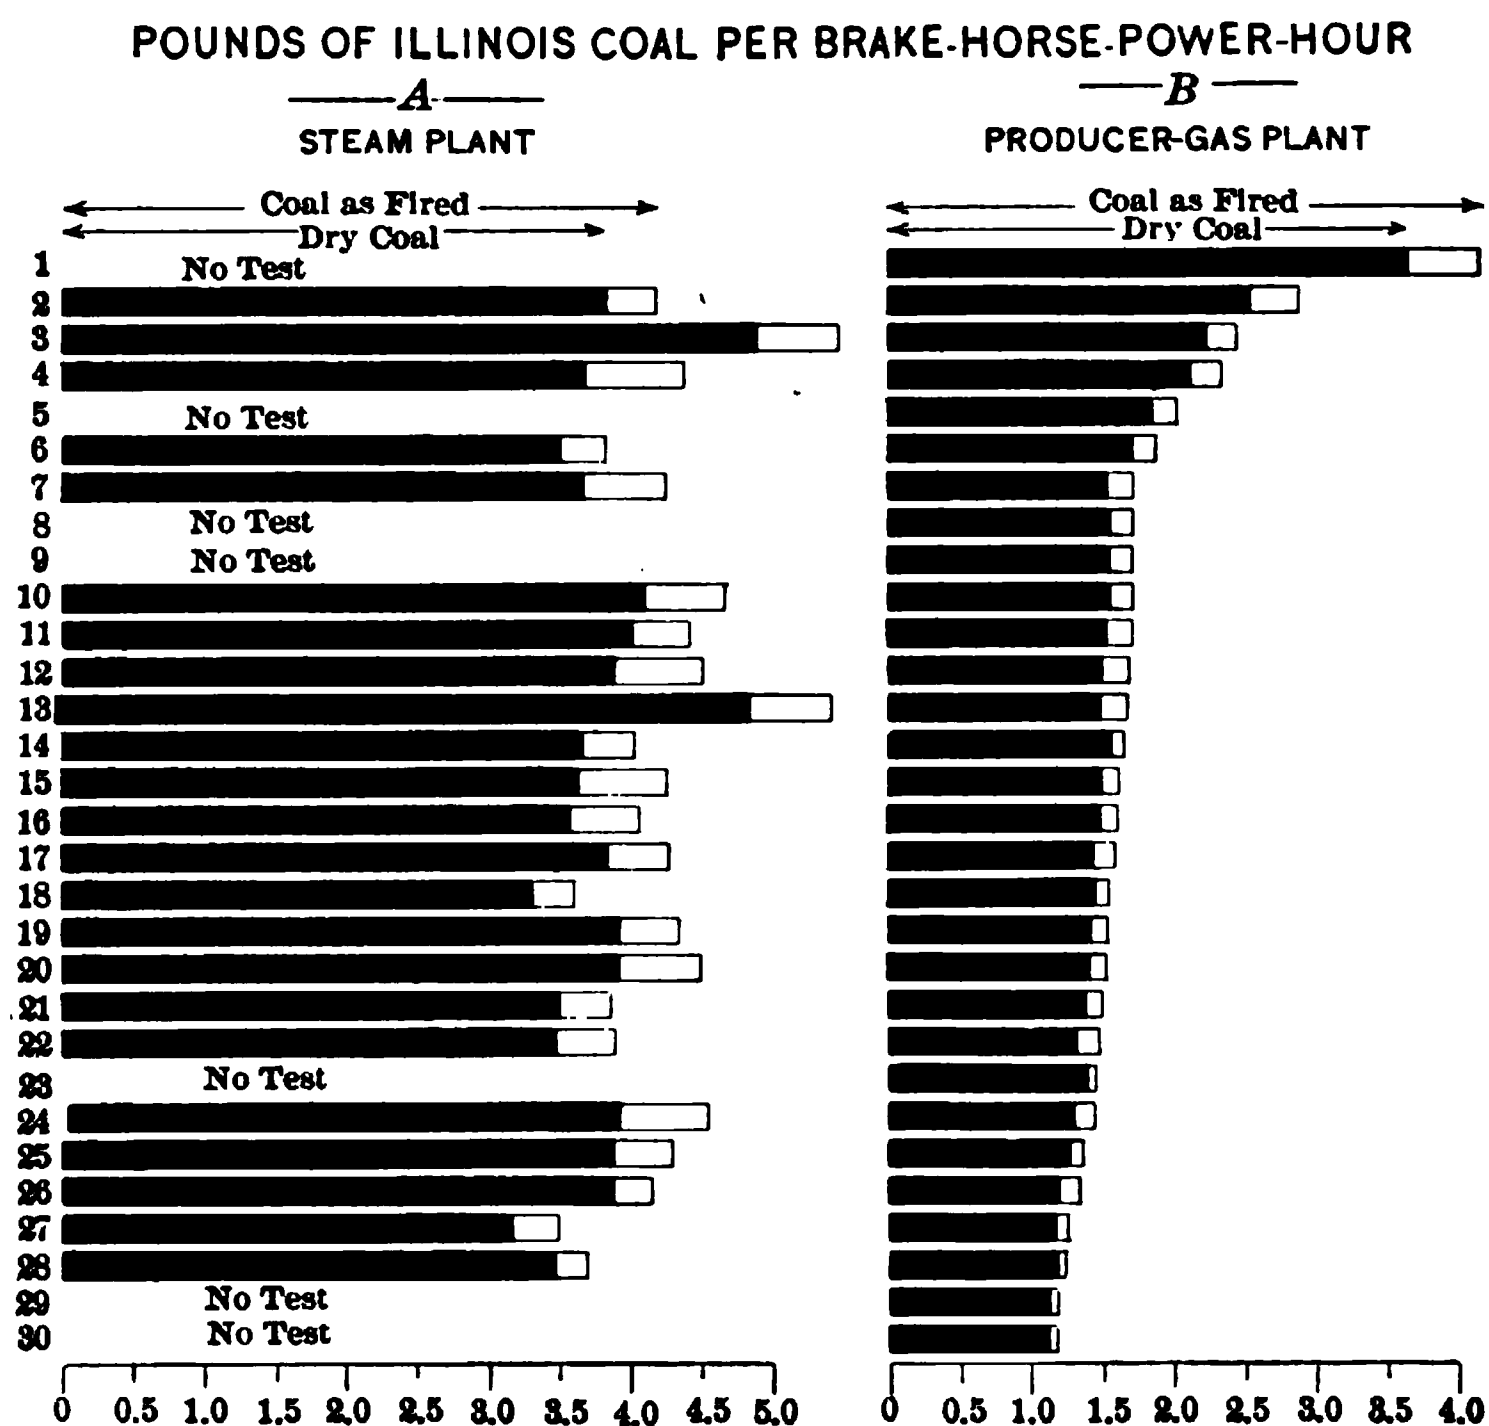 POUNDS OF ILLINOIS COAL PER BRAKE-HORSE-POWER-HOUR
A
STEAM PLANT
Coal as Fired
Dry Coal
B
PRODUCER-GAS PLANT
Coal as Fired
Dry Coal
1 No Test
2
3
4
5 No Test
6
7
8 No Test
9 No Test
10
11
12
13
14
15
16
17
18
19
20
21
22
23 No Test
24
25
26
27
28
29 No Test
30 No Test
0 0.5 1.0 1.5 2.0 2.5 3.0 3.5 4.0 4.5 5.0
0 0.5 1.0 1.5 2.0 2.5 3.0 3.5 4.0